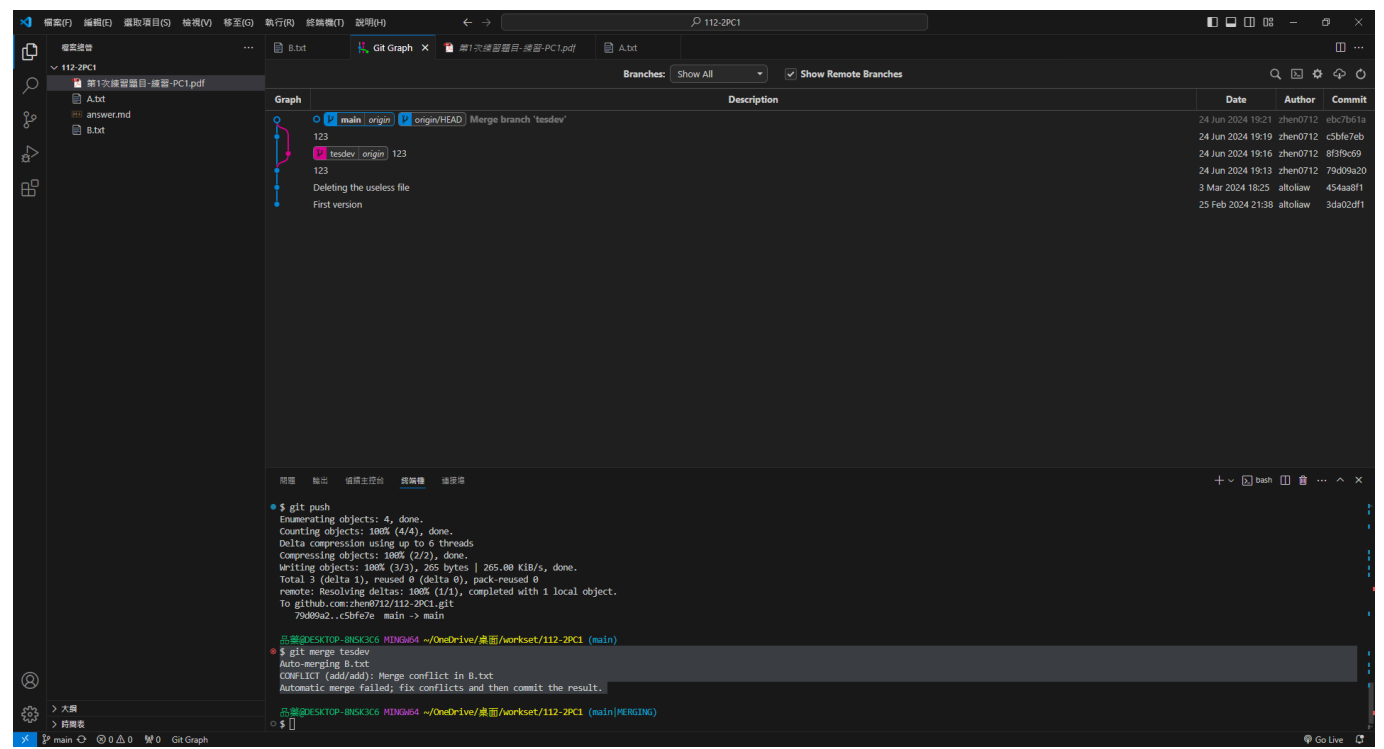 檔案(F) 編輯(E) 選取項目(S) 檢視(V) 移至(G) 執行(R) 終端機(T) 說明(H) 112-2PC1
檔案總管 ···
112-2PC1
第1次練習題目-練習-PC1.pdf
A.txt
answer.md
B.txt
B.txt Git Graph 第1次練習題目-練習-PC1.pdf A.txt
Branches: Show All Show Remote Branches
Graph Description Date Author Commit
main origin origin/HEAD Merge branch 'tesdev' 24 Jun 2024 19:21 zhen0712 ebc7b61a
123 24 Jun 2024 19:19 zhen0712 c5bfe7eb
tesdev origin 123 24 Jun 2024 19:16 zhen0712 8f3f9c69
123 24 Jun 2024 19:13 zhen0712 79d09a20
Deleting the useless file 3 Mar 2024 18:25 altoliaw 454aa8f1
First version 25 Feb 2024 21:38 altoliaw 3da02df1
問題 輸出 偵錯主控台 終端機 連接埠 bash
$ git push
Enumerating objects: 4, done.
Counting objects: 100% (4/4), done.
Delta compression using up to 6 threads
Compressing objects: 100% (2/2), done.
Writing objects: 100% (3/3), 265 bytes | 265.00 KiB/s, done.
Total 3 (delta 1), reused 0 (delta 0), pack-reused 0
remote: Resolving deltas: 100% (1/1), completed with 1 local object.
To github.com:zhen0712/112-2PC1.git
79d09a2..c5bfe7e main -> main
@DESKTOP-8NSK3C6 MINGW64 ~/OneDrive/桌面/workset/112-2PC1 (main)
$ git merge tesdev
Auto-merging B.txt
CONFLICT (add/add): Merge conflict in B.txt
Automatic merge failed; fix conflicts and then commit the result.
@DESKTOP-8NSK3C6 MINGW64 ~/OneDrive/桌面/workset/112-2PC1 (main|MERGING)
$
大綱
時間表
main 0 0 0 Git Graph Go Live